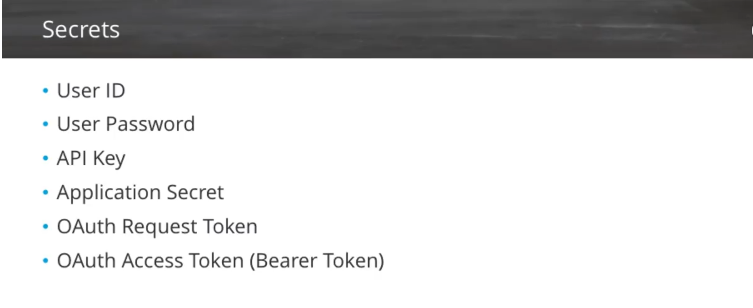 Secrets
• User ID
• User Password
• API Key
• Application Secret
• OAuth Request Token
• OAuth Access Token (Bearer Token)